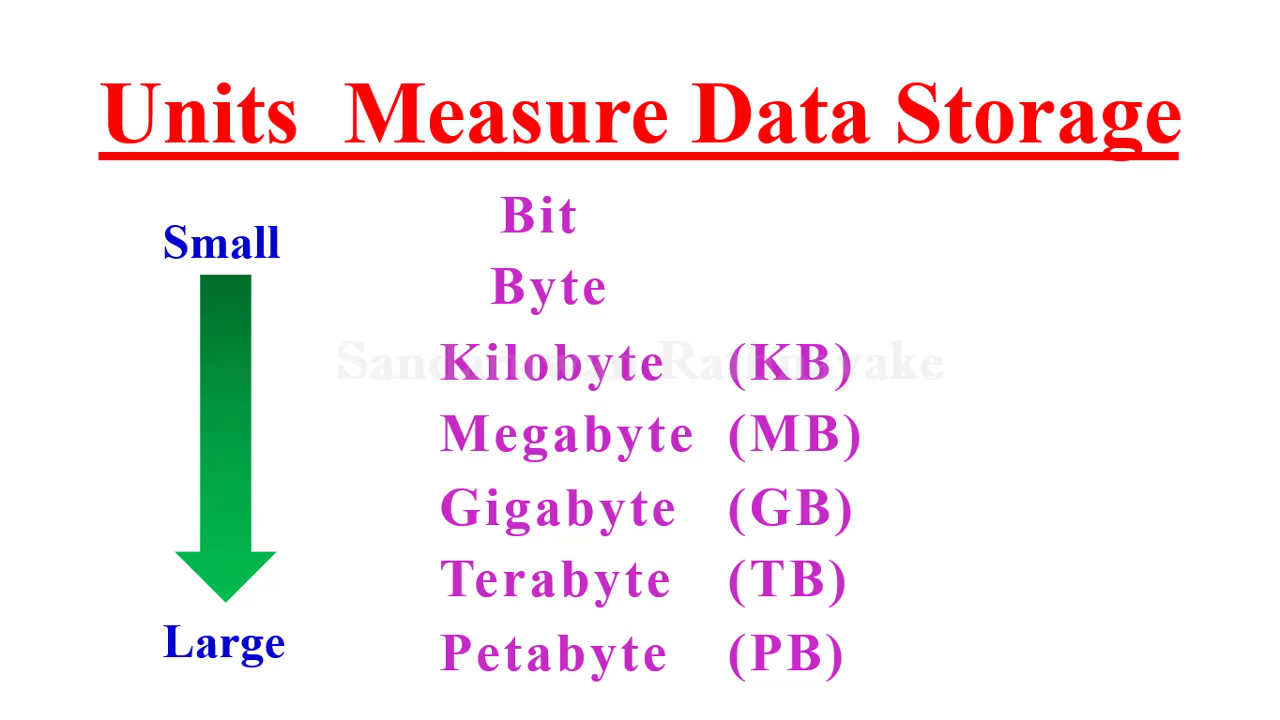 Units Measure Data Storage
Small
Bit
Byte
Kilobyte (KB)
Megabyte (MB)
Gigabyte (GB)
Terabyte (TB)
Petabyte (PB)
Large